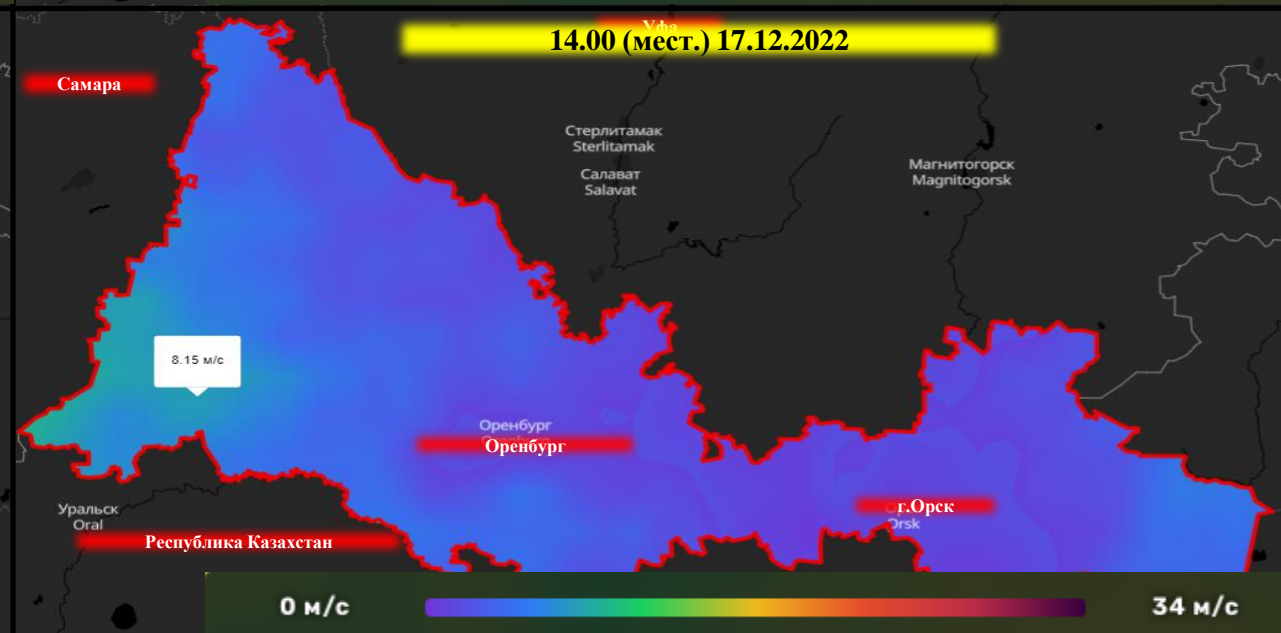 Уфа
14.00 (мест.) 17.12.2022
Самара
Стерлитамак
Sterlitamak
Салават
Salavat
Магнитогорск
Magnitogorsk
8.15 м/с
Оренбург
Оренбург
г.Орск
Orsk
Уральск
Oral
Республика Казахстан
0 м/с
34 м/с